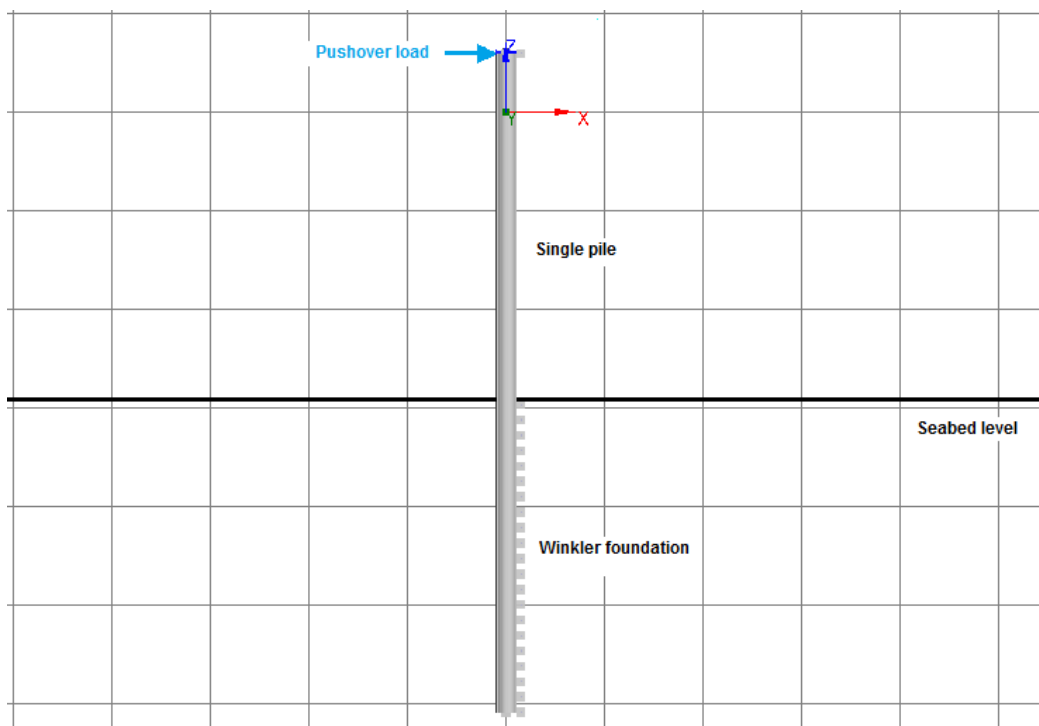 Pushover load
Z
Y
X
Single pile
Seabed level
Winkler foundation